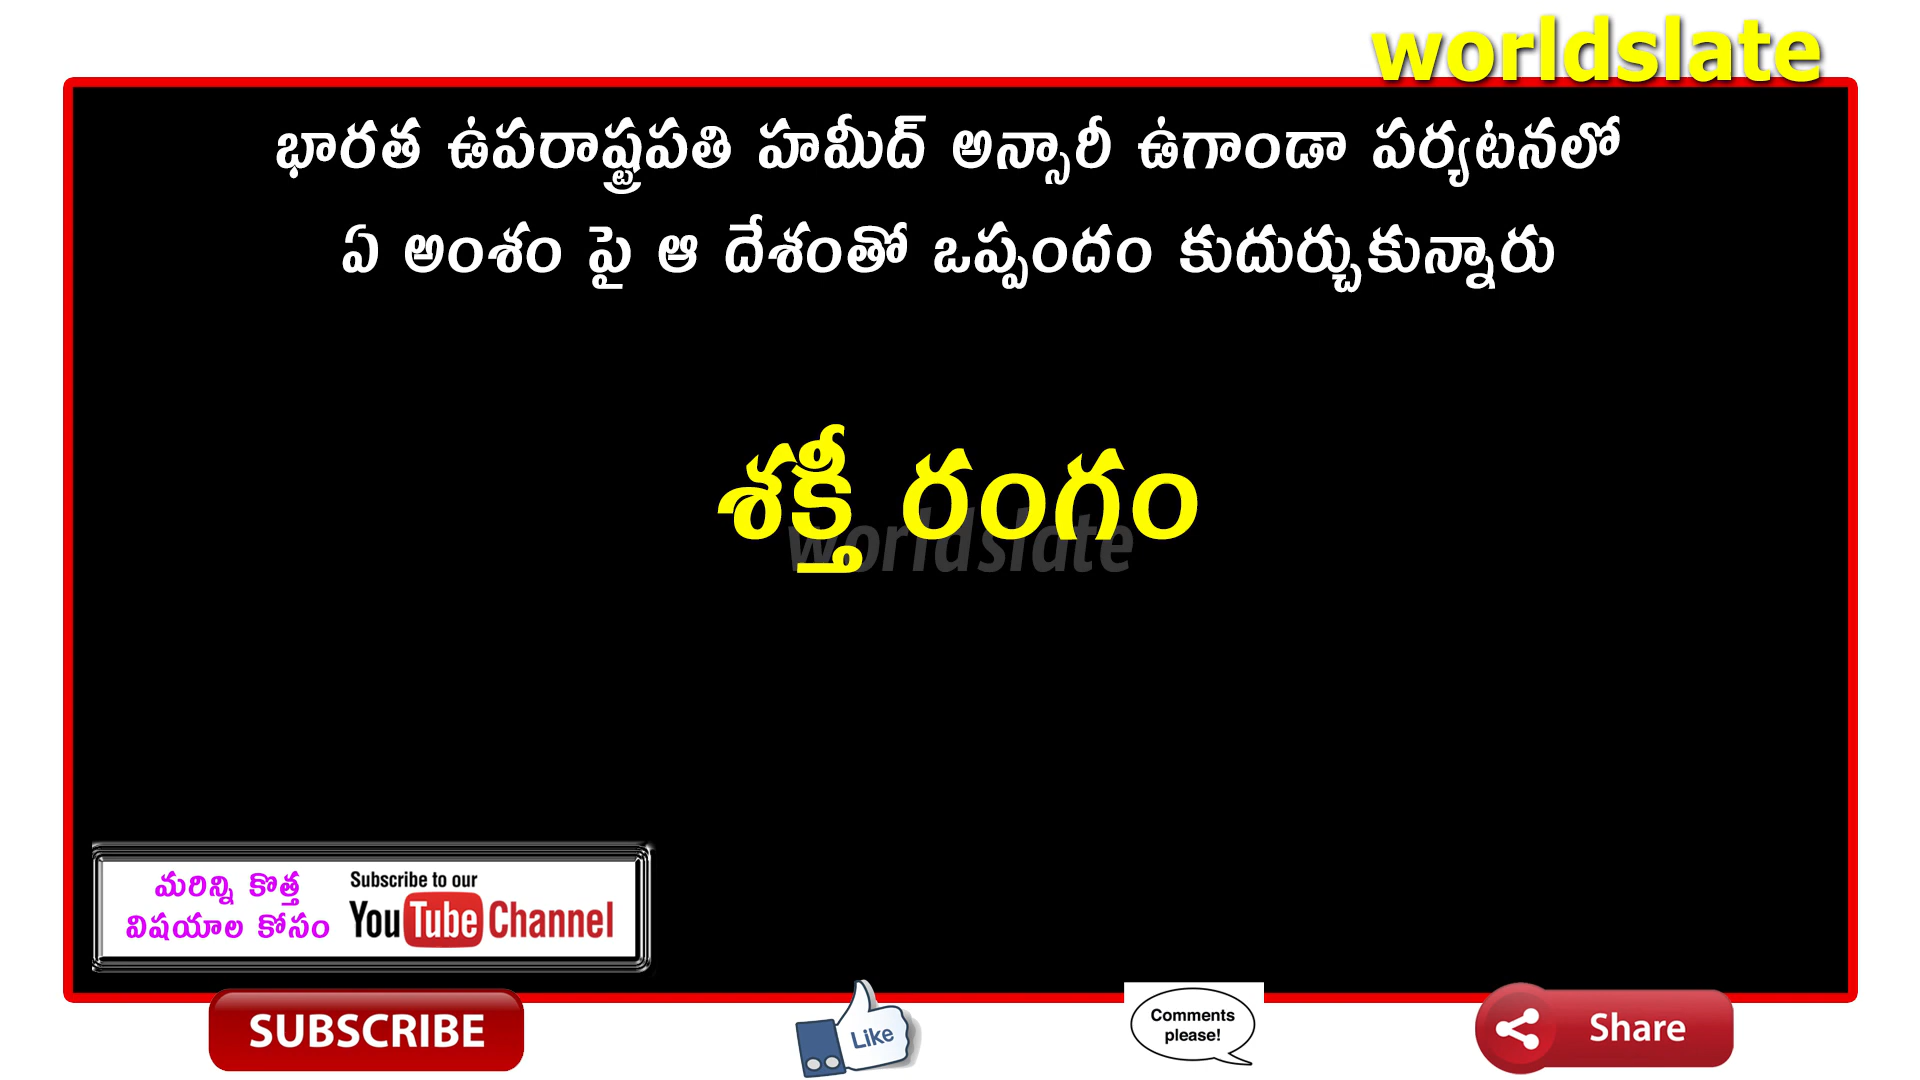 worldslate
భారత ఉపరాష్ట్రపతి హమీద్ అన్సారీ ఉగాండా పర్యటనలో
ఏ అంశం పై ఆ దేశంతో ఒప్పందం కుదుర్చుకున్నారు
శక్తీ రంగం
worldslate
మరిన్ని కొత్త
విషయాల కోసం
Subscribe to our
YouTube Channel
SUBSCRIBE
Like
Comments
please!
Share